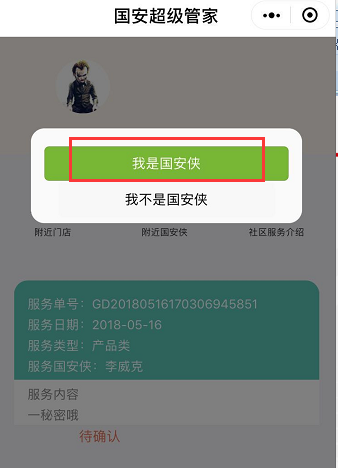 国安超级管家
我是国安侠
我不是国安侠
附近门店 附近国安侠 社区服务介绍
服务单号：GD20180516170306945851
服务日期：2018-05-16
服务类型：产品类
服务国安侠：李威克
服务内容
一秘密哦
待确认